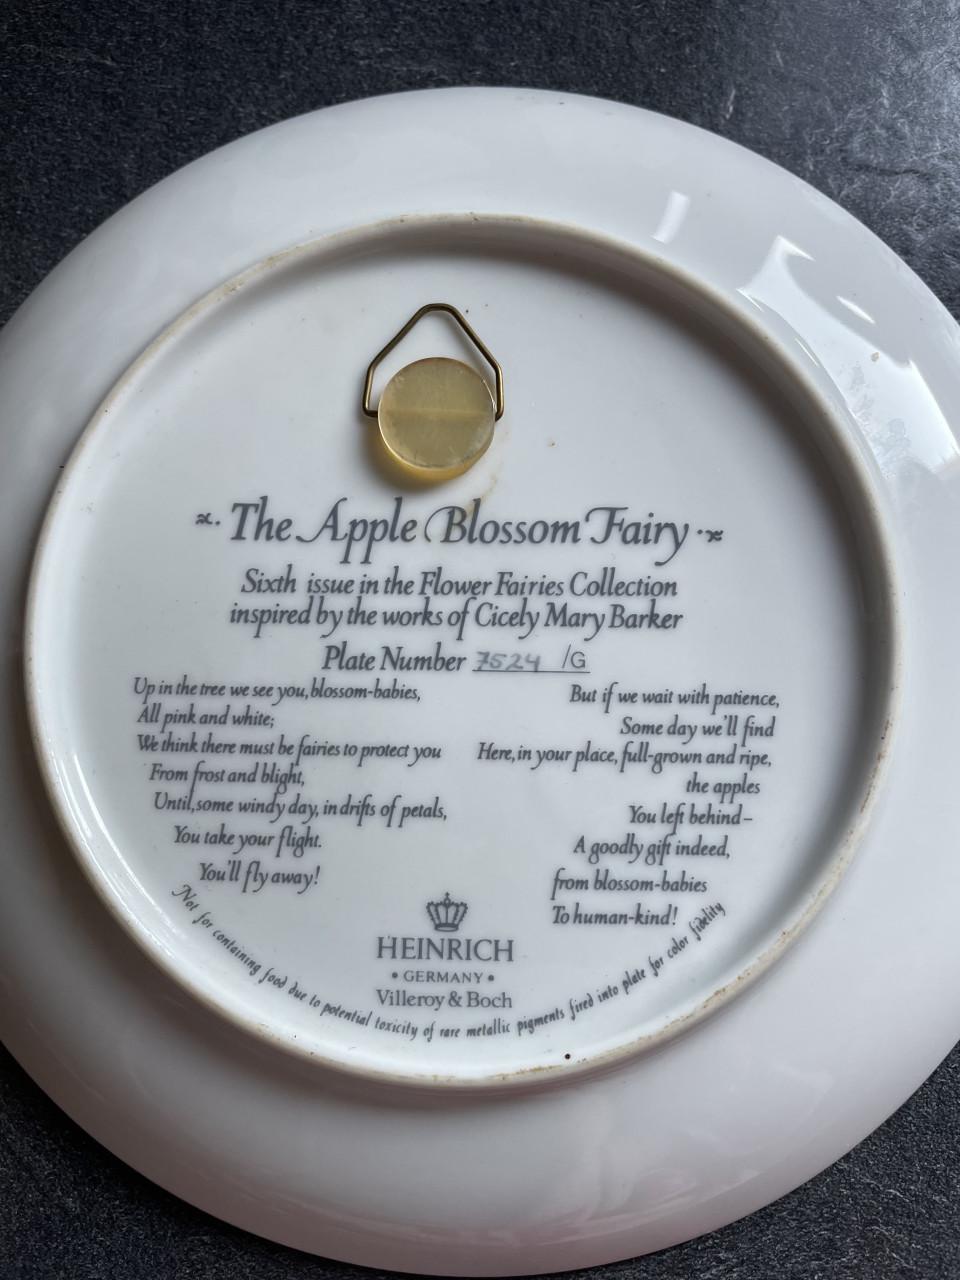 The Apple Blossom Fairy
Sixth issue in the Flower Fairies Collection
inspired by the works of Cicely Mary Barker
Plate Number 7524 /G
Up in the tree we see you, blossom-babies,
All pink and white;
We think there must be fairies to protect you
From frost and blight,
Until, some windy day, in drifts of petals,
You take your flight.
You'll fly away!
But if we wait with patience,
Some day we'll find
Here, in your place, full-grown and ripe,
the apples
You left behind–
A goodly gift indeed,
from blossom-babies
To human-kind!
HEINRICH
• GERMANY •
Villeroy & Boch
Not for containing food due to potential toxicity of rare metallic pigments fired into plate for color fidelity